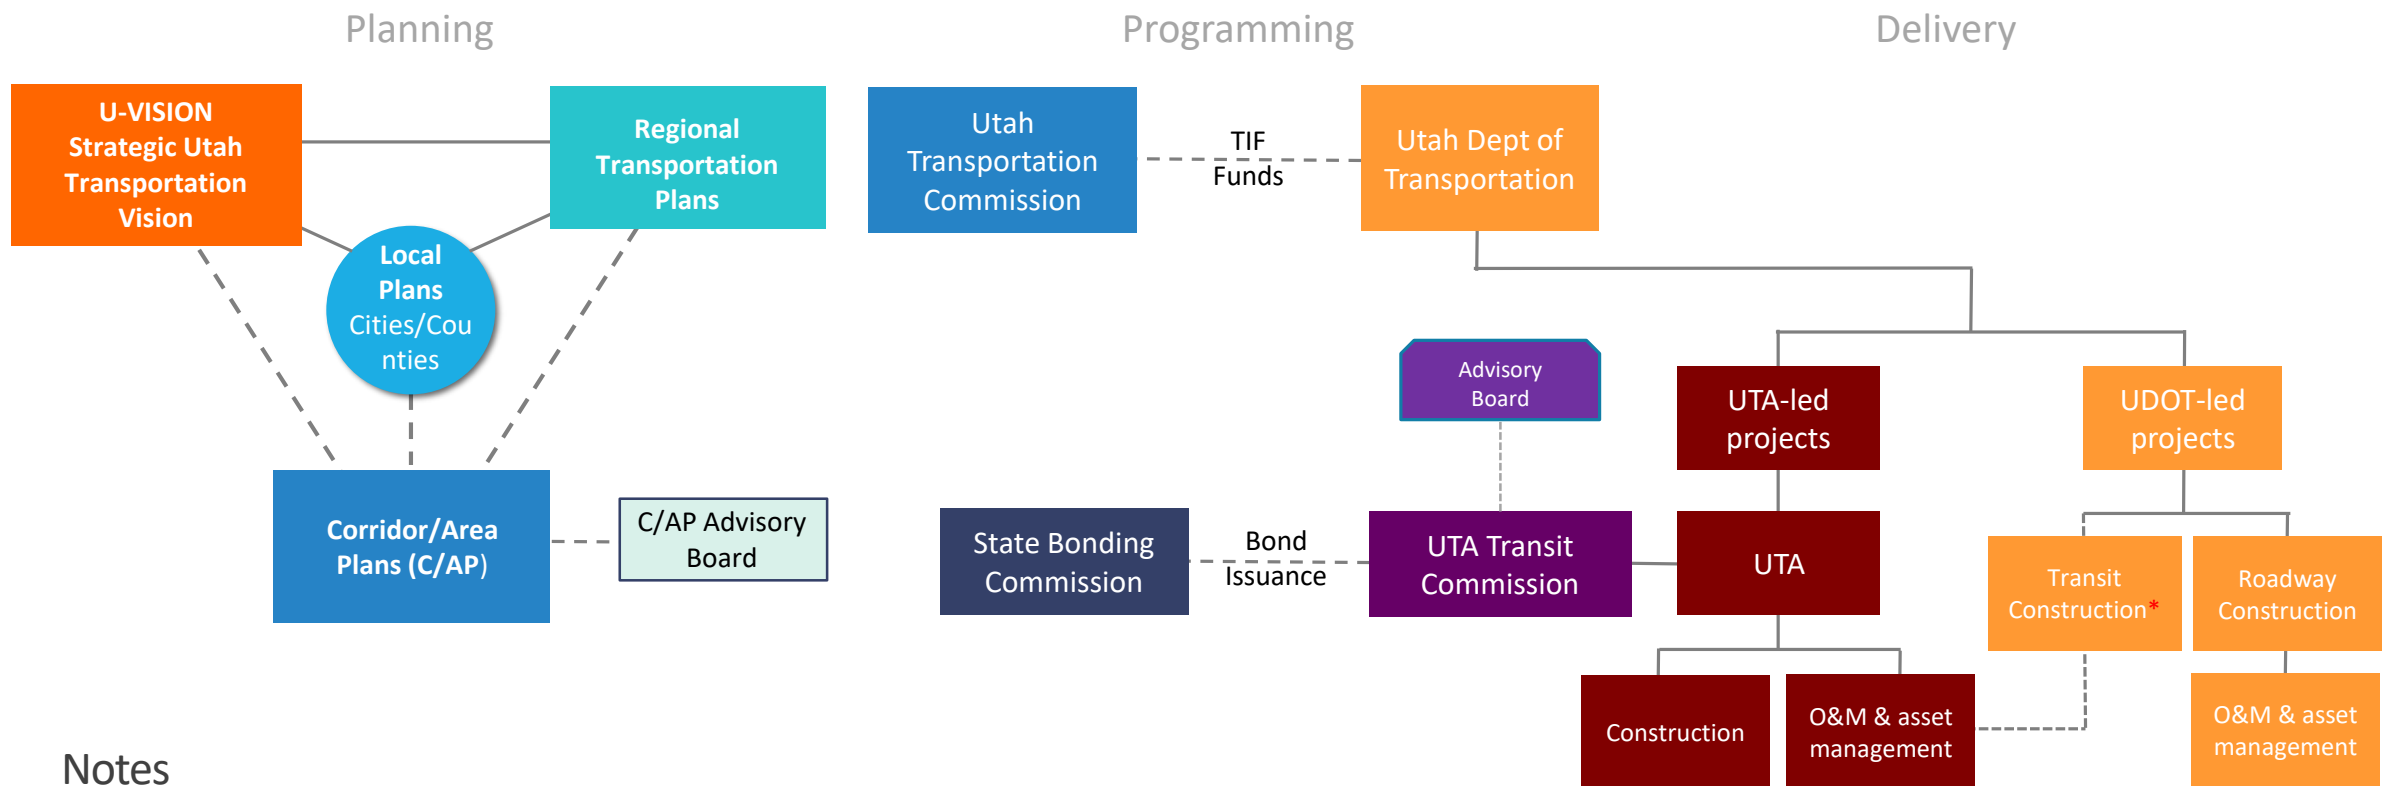 Planning
Programming
Delivery
U-VISION
Strategic Utah
Transportation
Vision
Regional
Transportation
Plans
Local
Plans
Cities/Cou
nties
Corridor/Area
Plans (C/AP)
C/AP Advisory
Board
Utah
Transportation
Commission
TIF
Funds
Utah Dept of
Transportation
Advisory
Board
State Bonding
Commission
Bond
Issuance
UTA Transit
Commission
UTA-led
projects
UTA
Construction
O&M & asset
management
UDOT-led
projects
Transit
Construction*
Roadway
Construction
O&M & asset
management
Notes